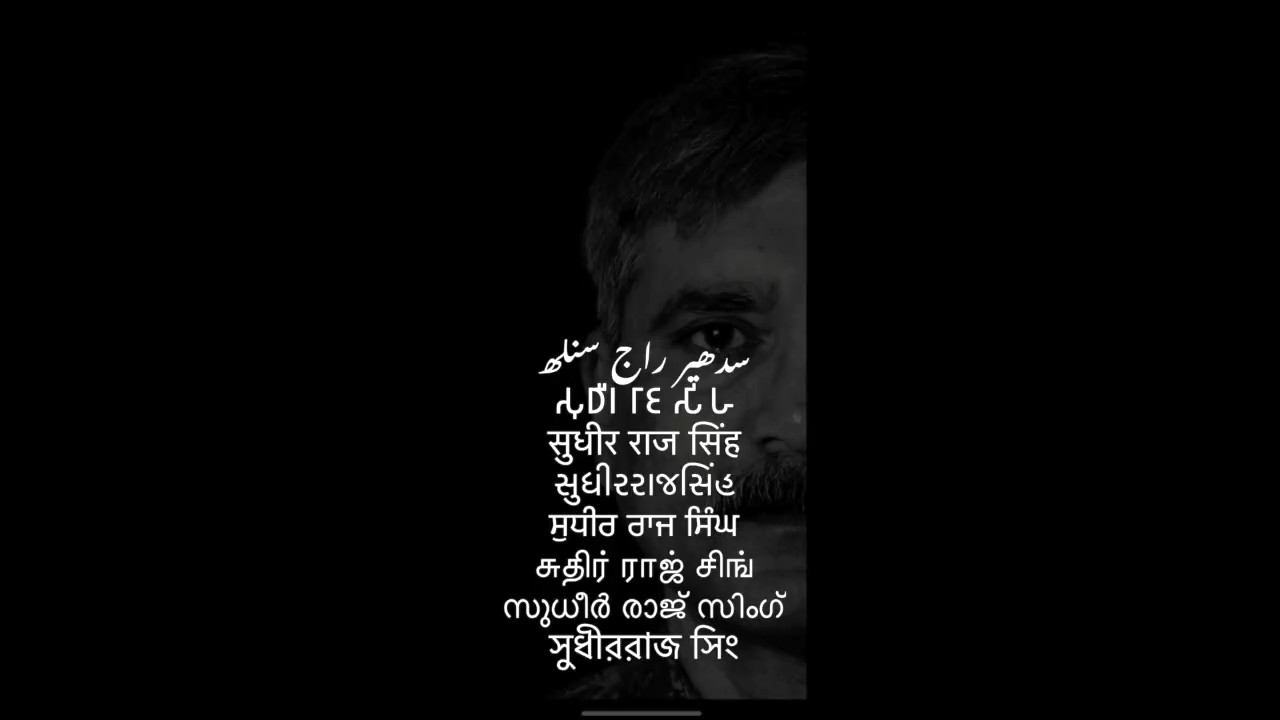 سدھیر راج سنلھ
सुधीर राज सिंह
સુધીરરાજસિંહ
ਸੁਧੀਰ ਰਾਜ ਸਿੰਘ
சுதிர் ராஜ் சிங்
സുധീർ രാജ് സിംഗ്
সুধীররাজ সিং